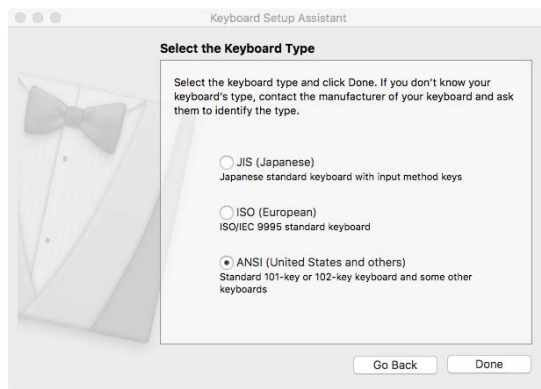 Keyboard Setup Assistant
Select the Keyboard Type
Select the keyboard type and click Done. If you don't know your
keyboard's type, contact the manufacturer of your keyboard and ask
them to identify the type.
JIS (Japanese)
Japanese standard keyboard with input method keys
ISO (European)
ISO/IEC 9995 standard keyboard
ANSI (United States and others)
Standard 101-key or 102-key keyboard and some other
keyboards
Go Back
Done